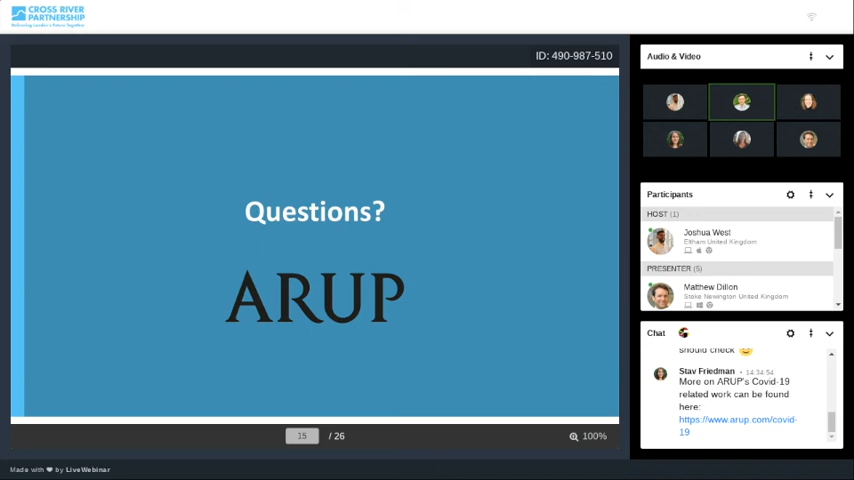 CROSS RIVER
PARTNERSHIP
Delivering London's Future Together
ID: 490-987-510
Questions?
ARUP
15 / 26
100%
Made with ❤ by LiveWebinar
Audio & Video
Participants
HOST (1)
Joshua West
Eltham United Kingdom
PRESENTER (5)
Matthew Dillon
Stoke Newington United Kingdom
Chat
should check 😊
Stav Friedman • 14:34:54
More on ARUP's Covid-19
related work can be found
here:
https://www.arup.com/covid-
19